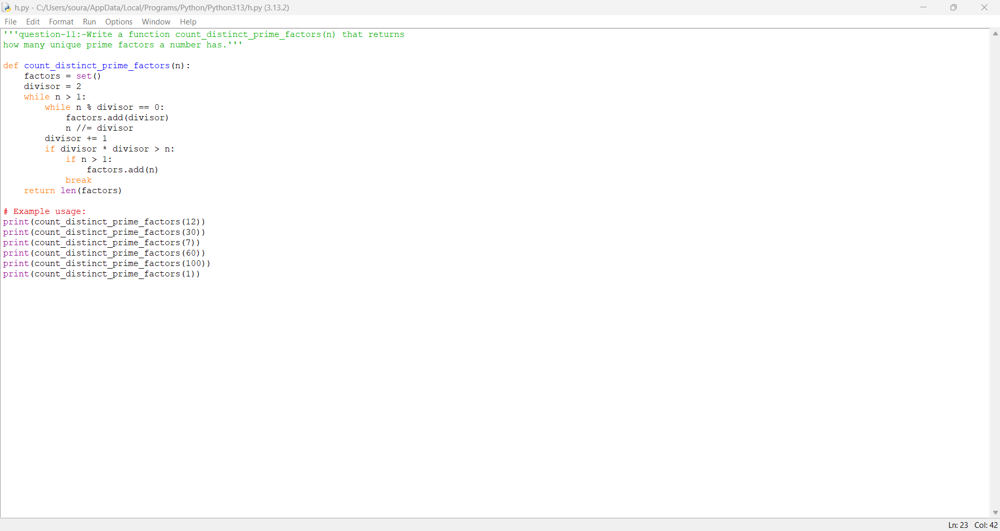 h.py - C:/Users/soura/AppData/Local/Programs/Python/Python313/h.py (3.13.2)
File Edit Format Run Options Window Help
'''question-11:-Write a function count_distinct_prime_factors(n) that returns
how many unique prime factors a number has.'''

def count_distinct_prime_factors(n):
    factors = set()
    divisor = 2
    while n > 1:
        while n % divisor == 0:
            factors.add(divisor)
            n //= divisor
        divisor += 1
        if divisor * divisor > n:
            if n > 1:
                factors.add(n)
            break
    return len(factors)

# Example usage:
print(count_distinct_prime_factors(12))
print(count_distinct_prime_factors(30))
print(count_distinct_prime_factors(7))
print(count_distinct_prime_factors(60))
print(count_distinct_prime_factors(100))
print(count_distinct_prime_factors(1))
Ln: 23 Col: 42